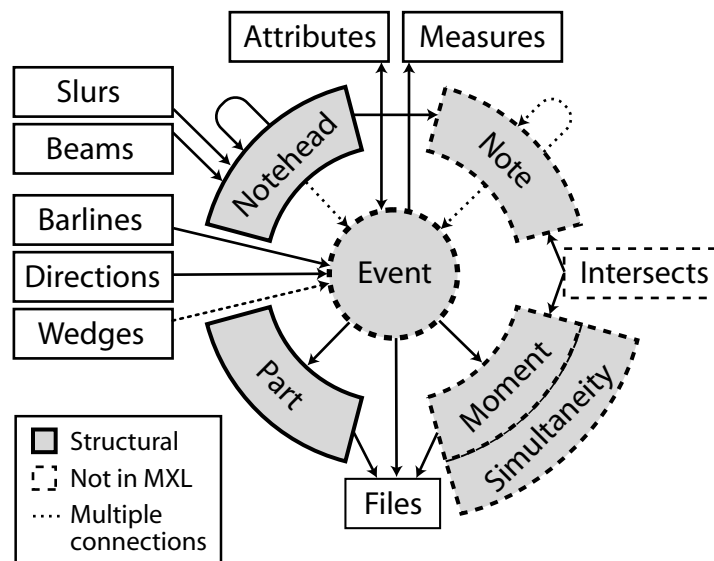 Attributes
Measures
Slurs
Beams
Notehead
Note
Barlines
Directions
Wedges
Event
Intersects
Part
Moment
Simultaneity
Structural
Not in MXL
Multiple
connections
Files